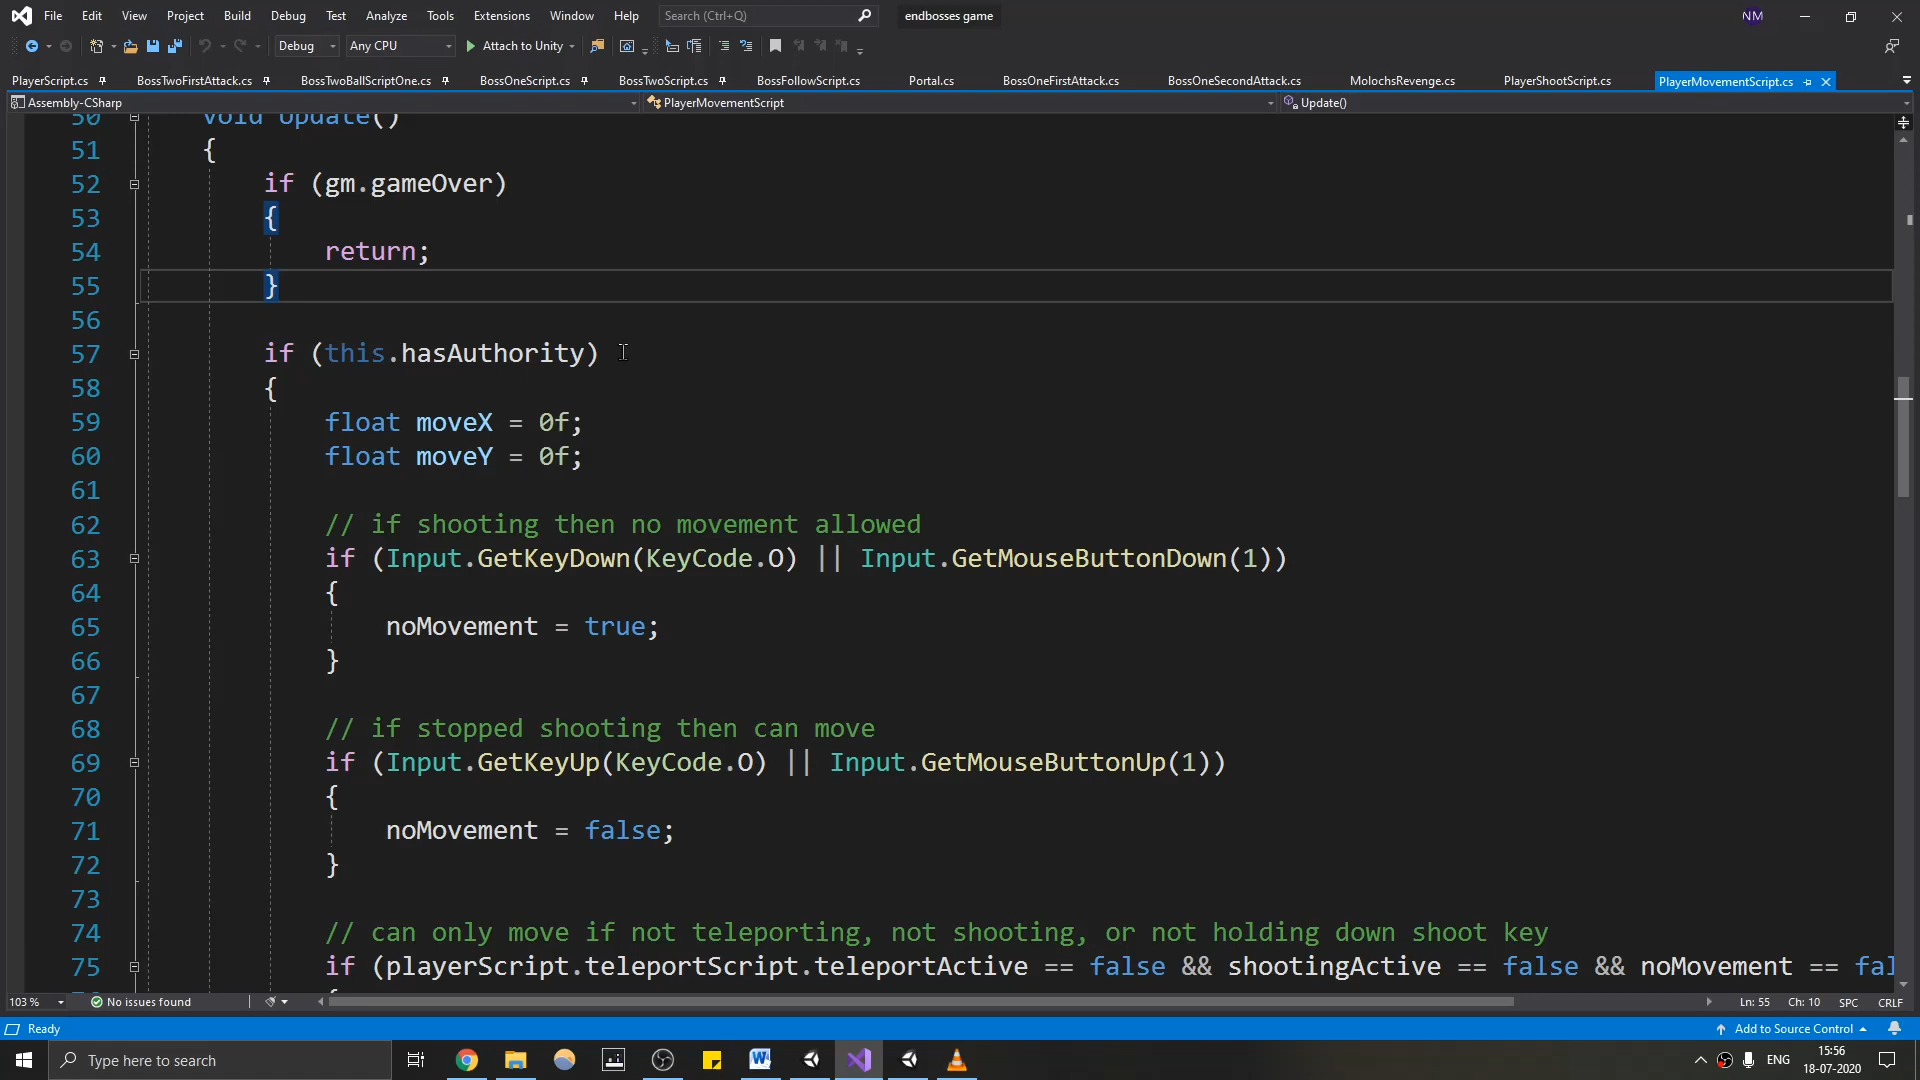 File Edit View Project Build Debug Test Analyze Tools Extensions Window Help Search (Ctrl+Q) endbosses game NM
Debug Any CPU Attach to Unity
PlayerScript.cs BossTwoFirstAttack.cs BossTwoBallScriptOne.cs BossOneScript.cs BossTwoScript.cs BossFollowScript.cs Portal.cs BossOneFirstAttack.cs BossOneSecondAttack.cs MolochsRevenge.cs PlayerShootScript.cs PlayerMovementScript.cs
Assembly-CSharp PlayerMovementScript Update()
50 void Update()
51 {
52 if (gm.gameOver)
53 {
54 return;
55 }
56
57 if (this.hasAuthority)
58 {
59 float moveX = 0f;
60 float moveY = 0f;
61
62 // if shooting then no movement allowed
63 if (Input.GetKeyDown(KeyCode.O) || Input.GetMouseButtonDown(1))
64 {
65 noMovement = true;
66 }
67
68 // if stopped shooting then can move
69 if (Input.GetKeyUp(KeyCode.O) || Input.GetMouseButtonUp(1))
70 {
71 noMovement = false;
72 }
73
74 // can only move if not teleporting, not shooting, or not holding down shoot key
75 if (playerScript.teleportScript.teleportActive == false && shootingActive == false && noMovement == fal
103 % No issues found Ln: 55 Ch: 10 SPC CRLF
Ready Add to Source Control
Type here to search ENG 15:56
18-07-2020